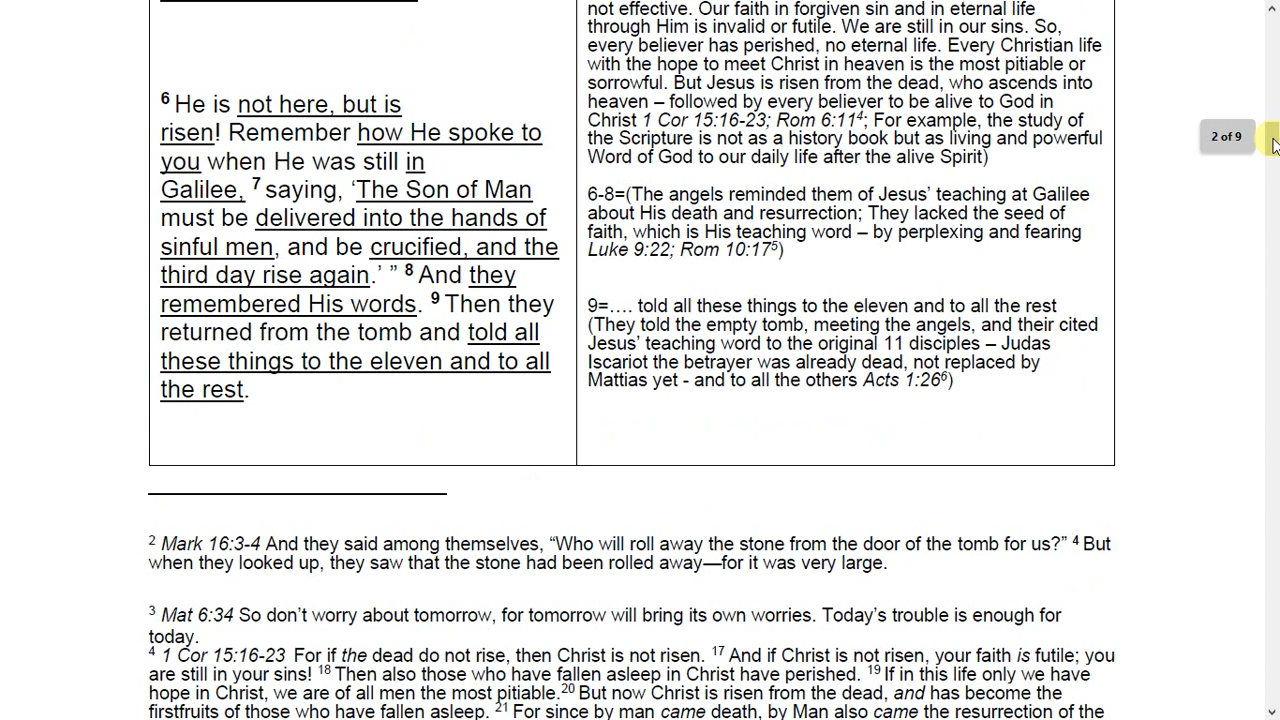 ⁶ He is not here, but is
risen! Remember how He spoke to
you when He was still in
Galilee, ⁷ saying, ‘The Son of Man
must be delivered into the hands of
sinful men, and be crucified, and the
third day rise again.’ ” ⁸ And they
remembered His words. ⁹ Then they
returned from the tomb and told all
these things to the eleven and to all
the rest.
not effective. Our faith in forgiven sin and in eternal life
through Him is invalid or futile. We are still in our sins. So,
every believer has perished, no eternal life. Every Christian life
with the hope to meet Christ in heaven is the most pitiable or
sorrowful. But Jesus is risen from the dead, who ascends into
heaven – followed by every believer to be alive to God in
Christ 1 Cor 15:16-23; Rom 6:11⁴; For example, the study of
the Scripture is not as a history book but as living and powerful
Word of God to our daily life after the alive Spirit)
6-8=(The angels reminded them of Jesus’ teaching at Galilee
about His death and resurrection; They lacked the seed of
faith, which is His teaching word – by perplexing and fearing
Luke 9:22; Rom 10:17⁵)
9=…. told all these things to the eleven and to all the rest
(They told the empty tomb, meeting the angels, and their cited
Jesus’ teaching word to the original 11 disciples – Judas
Iscariot the betrayer was already dead, not replaced by
Mattias yet - and to all the others Acts 1:26⁶)
2 of 9
² Mark 16:3-4 And they said among themselves, “Who will roll away the stone from the door of the tomb for us?” ⁴ But
when they looked up, they saw that the stone had been rolled away—for it was very large.
³ Mat 6:34 So don’t worry about tomorrow, for tomorrow will bring its own worries. Today’s trouble is enough for
today.
⁴ 1 Cor 15:16-23 For if the dead do not rise, then Christ is not risen. ¹⁷ And if Christ is not risen, your faith is futile; you
are still in your sins! ¹⁸ Then also those who have fallen asleep in Christ have perished. ¹⁹ If in this life only we have
hope in Christ, we are of all men the most pitiable.²⁰ But now Christ is risen from the dead, and has become the
firstfruits of those who have fallen asleep. ²¹ For since by man came death, by Man also came the resurrection of the